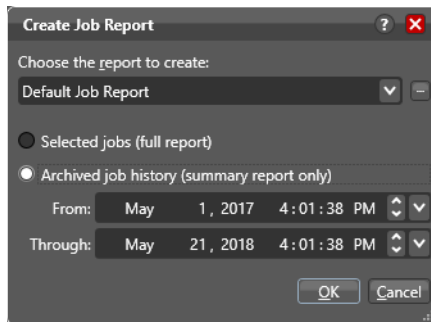 Create Job Report ?
Choose the report to create:
Default Job Report
Selected jobs (full report)
Archived job history (summary report only)
From: May 1, 2017 4:01:38 PM
Through: May 21, 2018 4:01:38 PM
OK Cancel